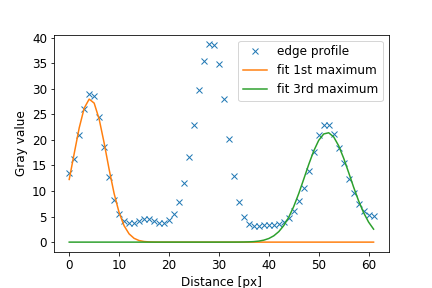 edge profile
fit 1st maximum
fit 3rd maximum
Gray value
40
35
30
25
20
15
10
5
0
0 10 20 30 40 50 60
Distance [px]